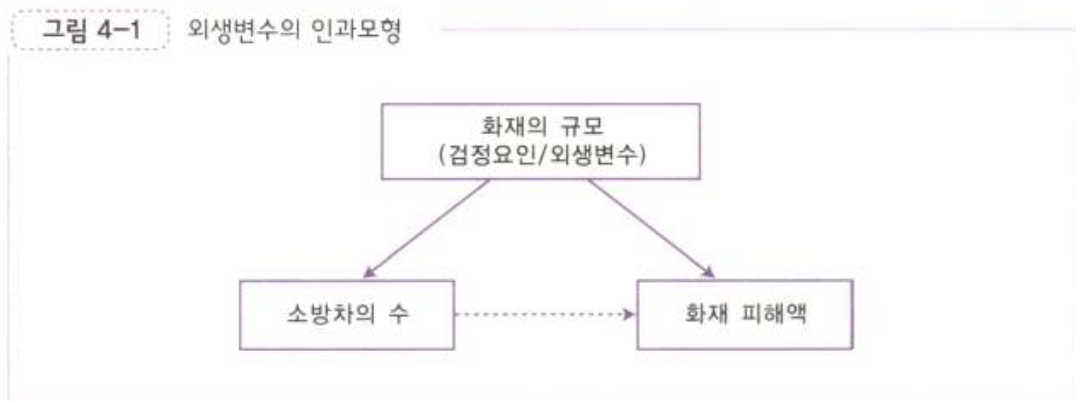 그림 4-1 외생변수의 인과모형
화재의 규모
(검정요인/외생변수)
소방차의 수
화재 피해액